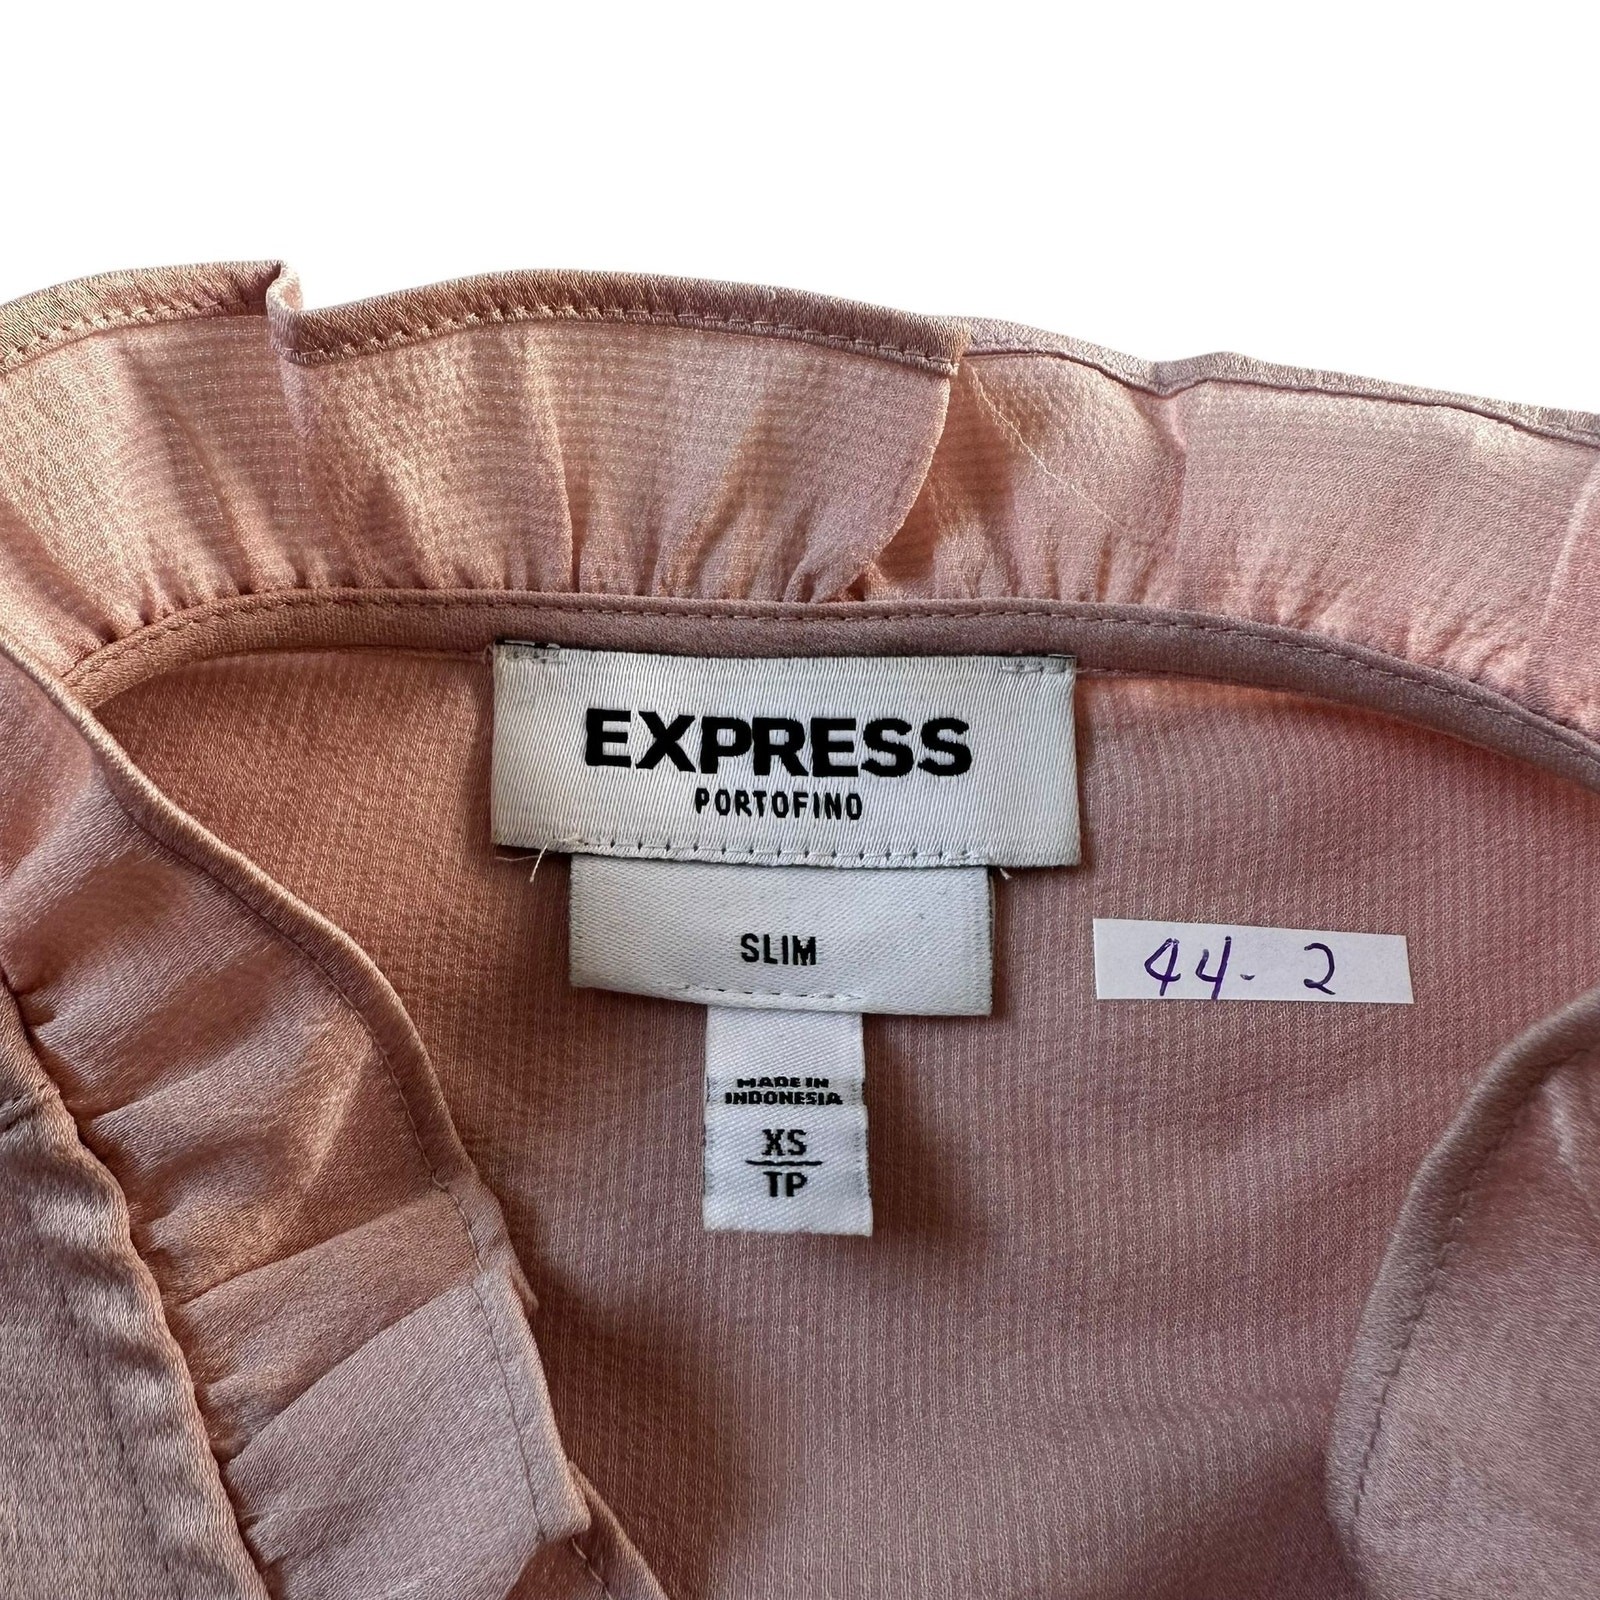 EXPRESS
PORTOFINO
SLIM
44-2
MADE IN
INDONESIA
XS
TP